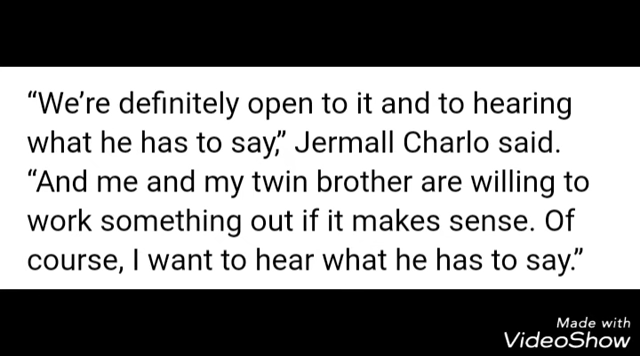 “We’re definitely open to it and to hearing
what he has to say,” Jermall Charlo said.
“And me and my twin brother are willing to
work something out if it makes sense. Of
course, I want to hear what he has to say.”
Made with
VideoShow